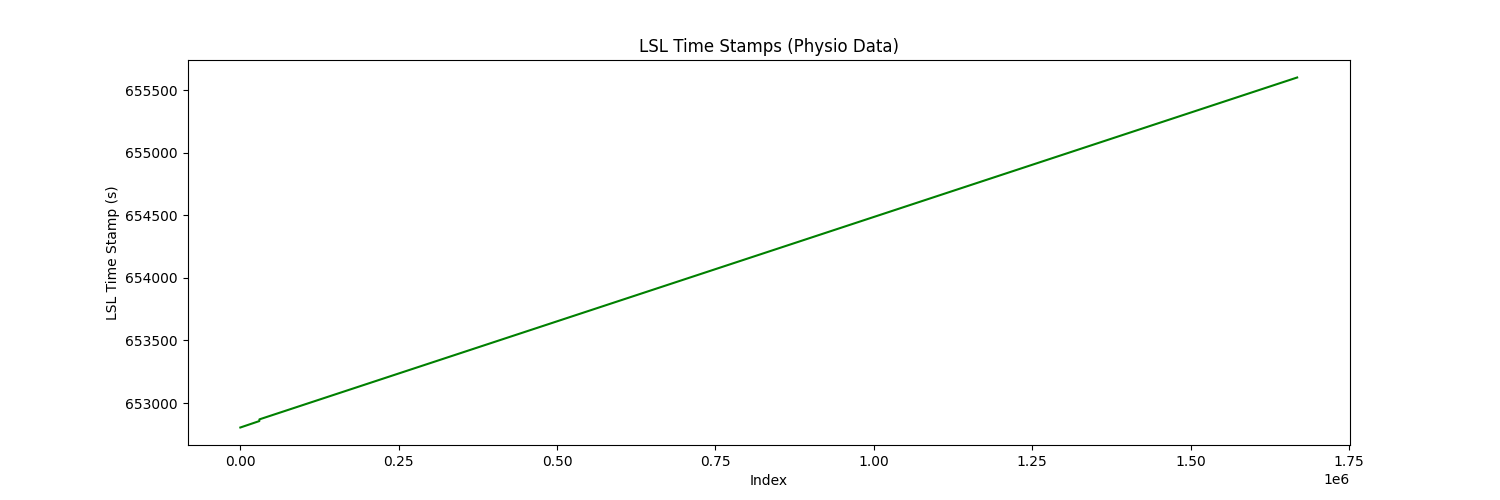 LSL Time Stamps (Physio Data)
655500
655000
654500
654000
653500
653000
LSL Time Stamp (s)
0.00 0.25 0.50 0.75 1.00 1.25 1.50 1.75
1e6
Index